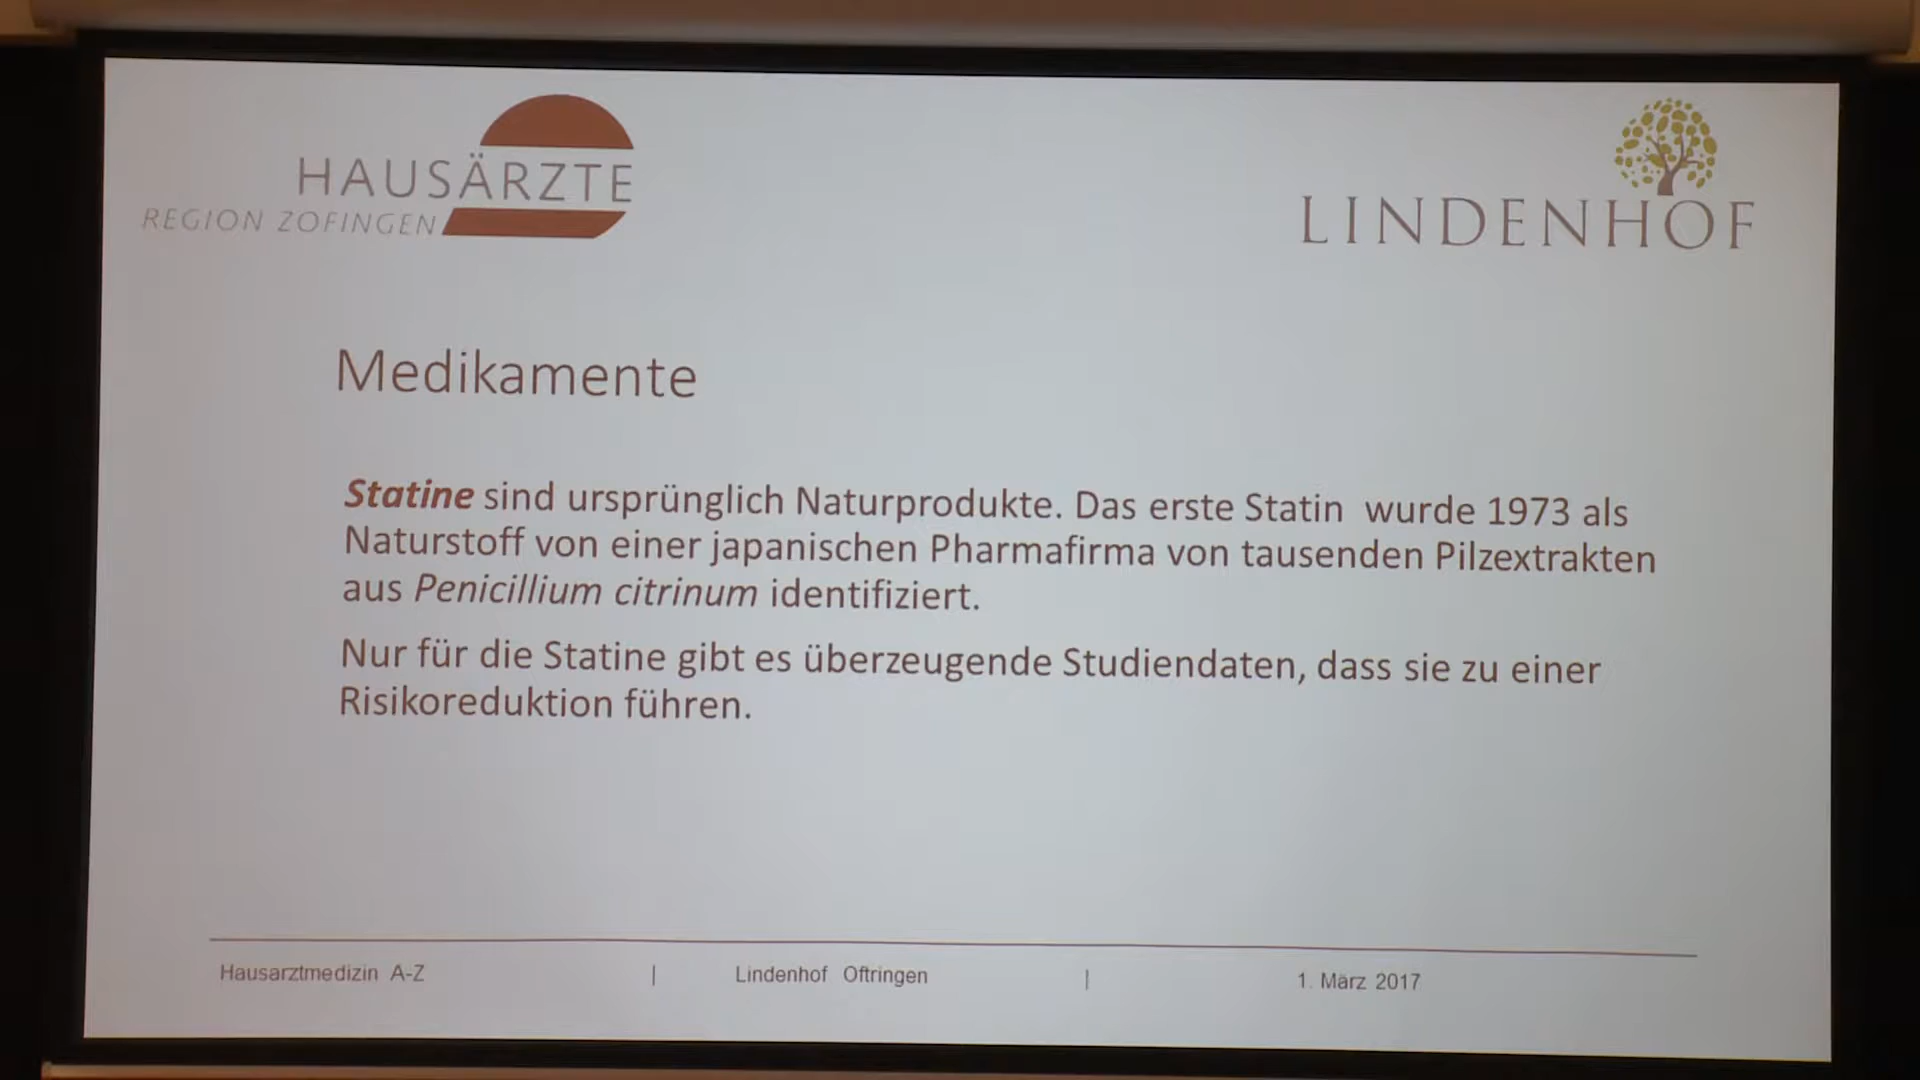 HAUSÄRZTE
REGION ZOFINGEN
LINDENHOF
Medikamente
Statine sind ursprünglich Naturprodukte. Das erste Statin wurde 1973 als
Naturstoff von einer japanischen Pharmafirma von tausenden Pilzextrakten
aus Penicillium citrinum identifiziert.
Nur für die Statine gibt es überzeugende Studiendaten, dass sie zu einer
Risikoreduktion führen.
Hausarztmedizin A-Z | Lindenhof Oftringen | 1. März 2017